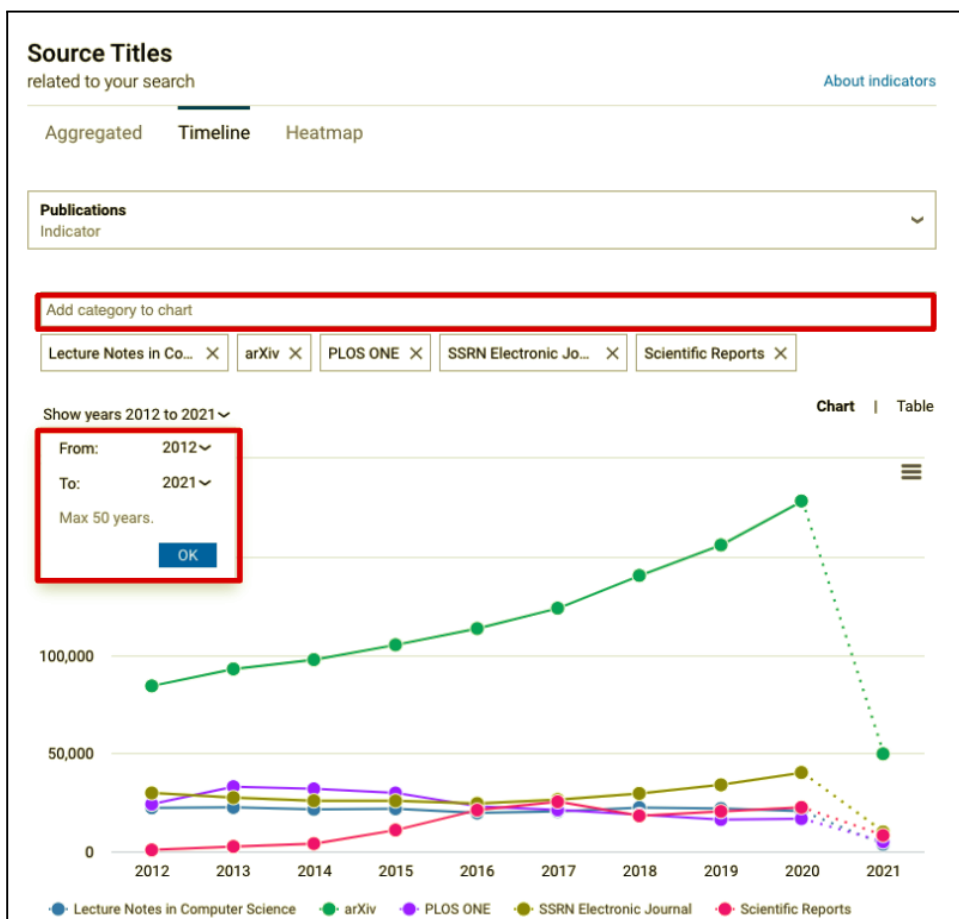 Source Titles
related to your search
About indicators
Aggregated Timeline Heatmap
Publications
Indicator
Add category to chart
Lecture Notes in Co... × arXiv × PLOS ONE × SSRN Electronic Jo... × Scientific Reports ×
Show years 2012 to 2021
Chart | Table
From: 2012
To: 2021
Max 50 years.
OK
100,000
50,000
0
2012 2013 2014 2015 2016 2017 2018 2019 2020 2021
Lecture Notes in Computer Science arXiv PLOS ONE SSRN Electronic Journal Scientific Reports